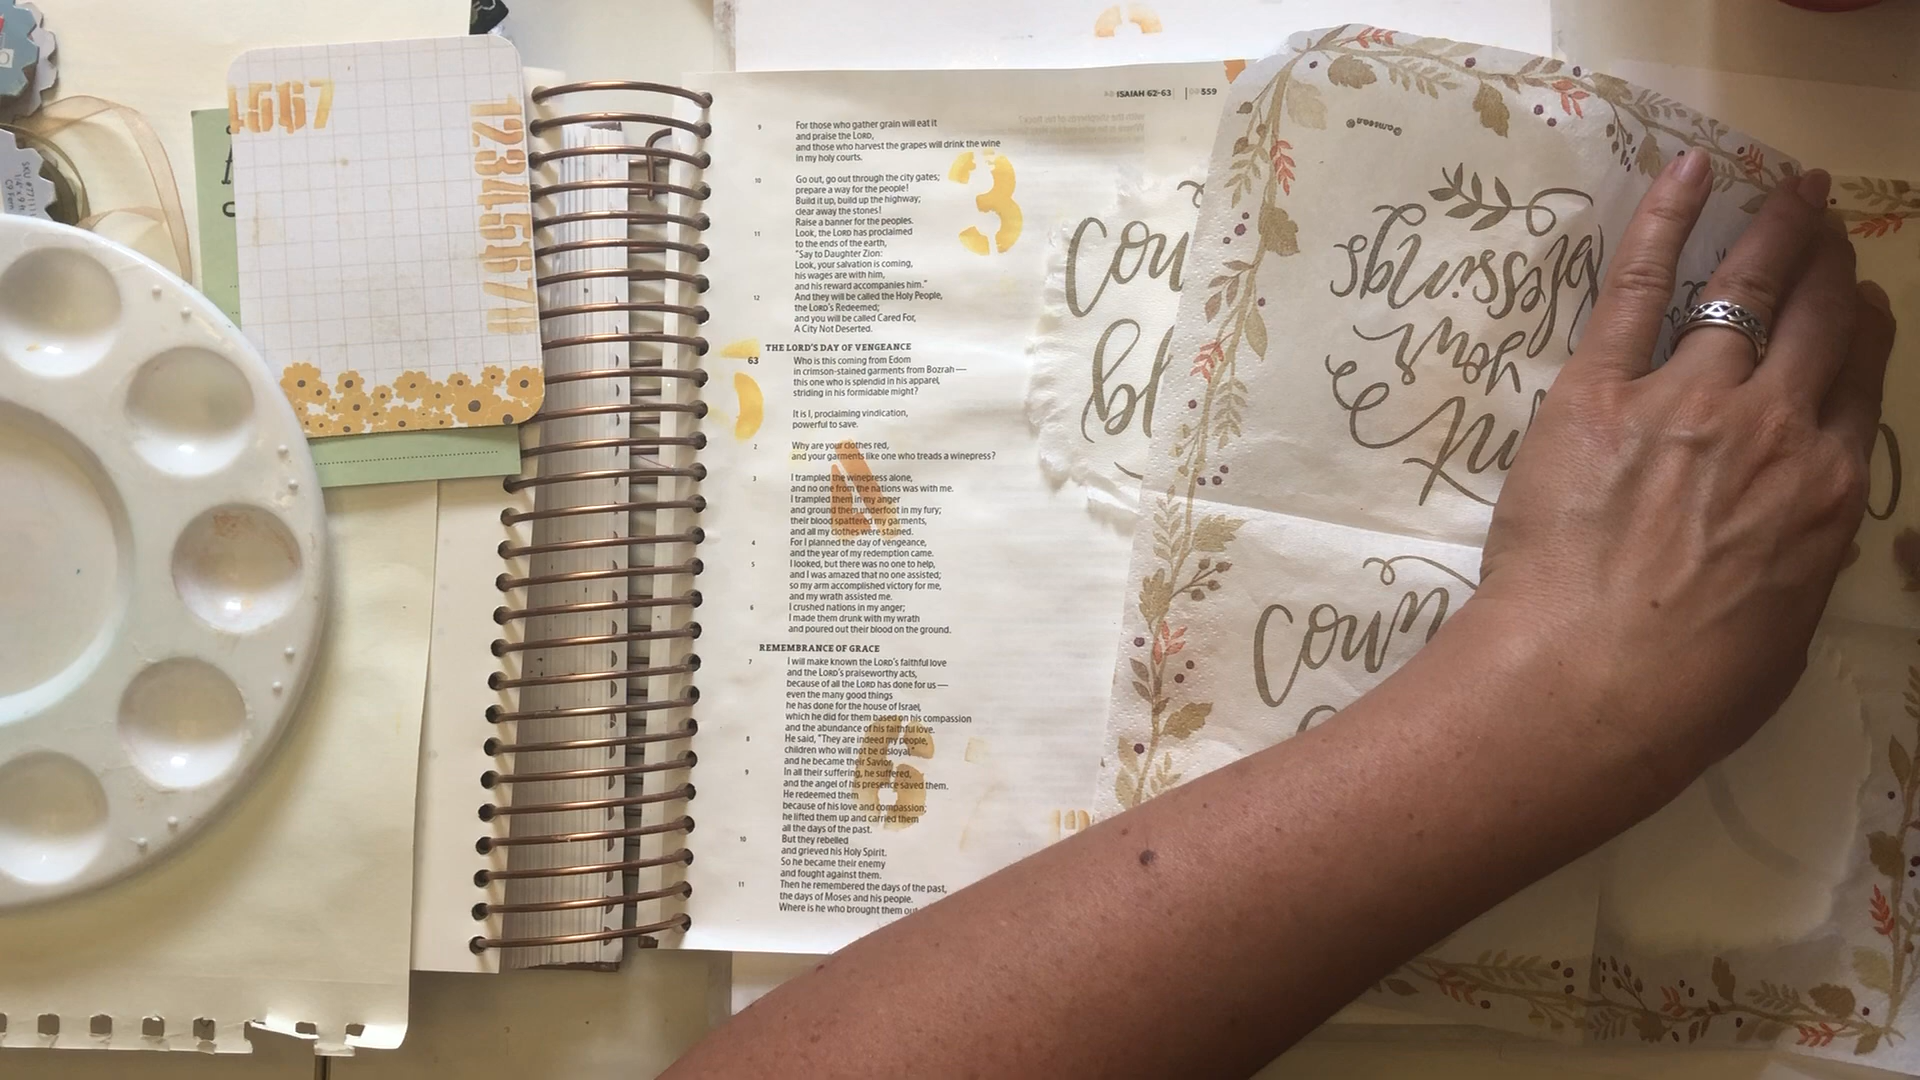 4567
1234567
ISAIAH 62-63 559
9 For those who gather grain will eat it
and praise the LORD,
and those who harvest the grapes will drink the wine
in my holy courts.
10 Go out, go out through the city gates;
prepare a way for the people!
Build it up, build up the highway;
clear away the stones!
Raise a banner for the peoples.
11 Look, the LORD has proclaimed
to the ends of the earth,
“Say to Daughter Zion:
Look, your salvation is coming,
his wages are with him,
and his reward accompanies him.”
12 And they will be called the Holy People,
the LORD’s Redeemed;
and you will be called Cared For,
A City Not Deserted.
THE LORD’S DAY OF VENGEANCE
63 Who is this coming from Edom
in crimson-stained garments from Bozrah —
this one who is splendid in his apparel,
striding in his formidable might?
It is I, proclaiming vindication,
powerful to save.
2 Why are your clothes red,
and your garments like one who treads a winepress?
3 I trampled the winepress alone,
and no one from the nations was with me.
I trampled them in my anger
and ground them underfoot in my fury;
their blood spattered my garments,
and all my clothes were stained.
4 For I planned the day of vengeance,
and the year of my redemption came.
5 I looked, but there was no one to help,
and I was amazed that no one assisted;
so my arm accomplished victory for me,
and my wrath assisted me.
6 I crushed nations in my anger;
I made them drunk with my wrath
and poured out their blood on the ground.
REMEMBRANCE OF GRACE
7 I will make known the LORD’s faithful love
and the LORD’s praiseworthy acts,
because of all the LORD has done for us —
even the many good things
he has done for the house of Israel,
which he did for them based on his compassion
and the abundance of his faithful love.
8 He said, “They are indeed my people,
children who will not be disloyal,”
and he became their Savior.
9 In all their suffering, he suffered,
and the angel of his presence saved them.
He redeemed them
because of his love and compassion;
he lifted them up and carried them
all the days of the past.
10 But they rebelled
and grieved his Holy Spirit.
So he became their enemy
and fought against them.
11 Then he remembered the days of the past,
the days of Moses and his people.
Where is he who brought them
3
4
6
cou
bl
your
blessings
coun